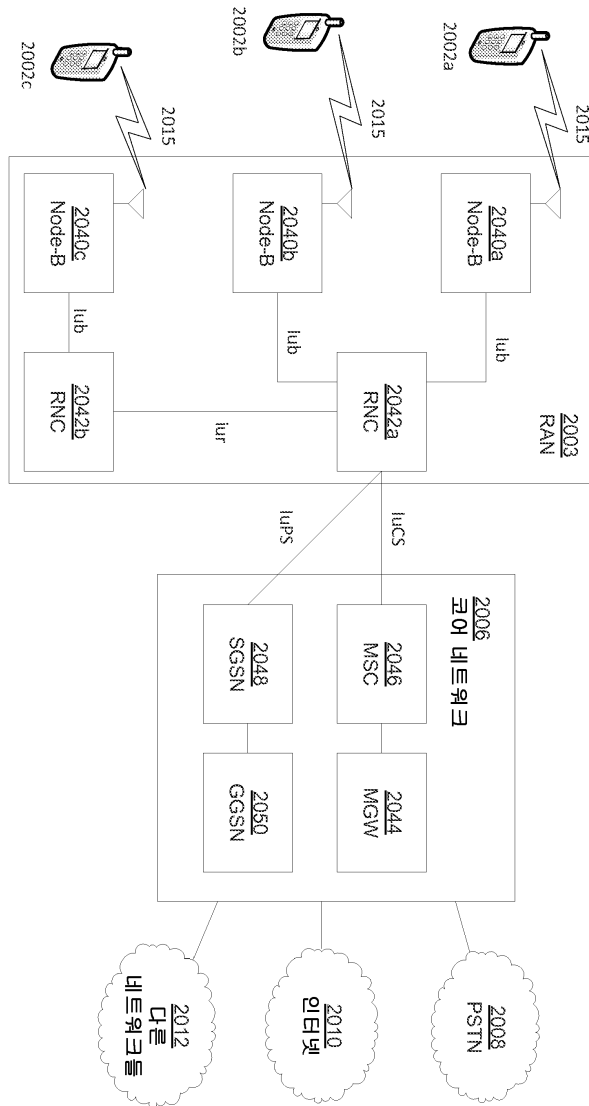 2002a
2002b
2002c
2015
2015
2015
2003
RAN
2040a
Node-B
2040b
Node-B
2040c
Node-B
Iub
Iub
Iub
2042a
RNC
2042b
RNC
iur
IuCS
IuPS
2006
코어 네트워크
2046
MSC
2044
MGW
2048
SGSN
2050
GGSN
2008
PSTN
2010
인터넷
2012
다른
네트워크들